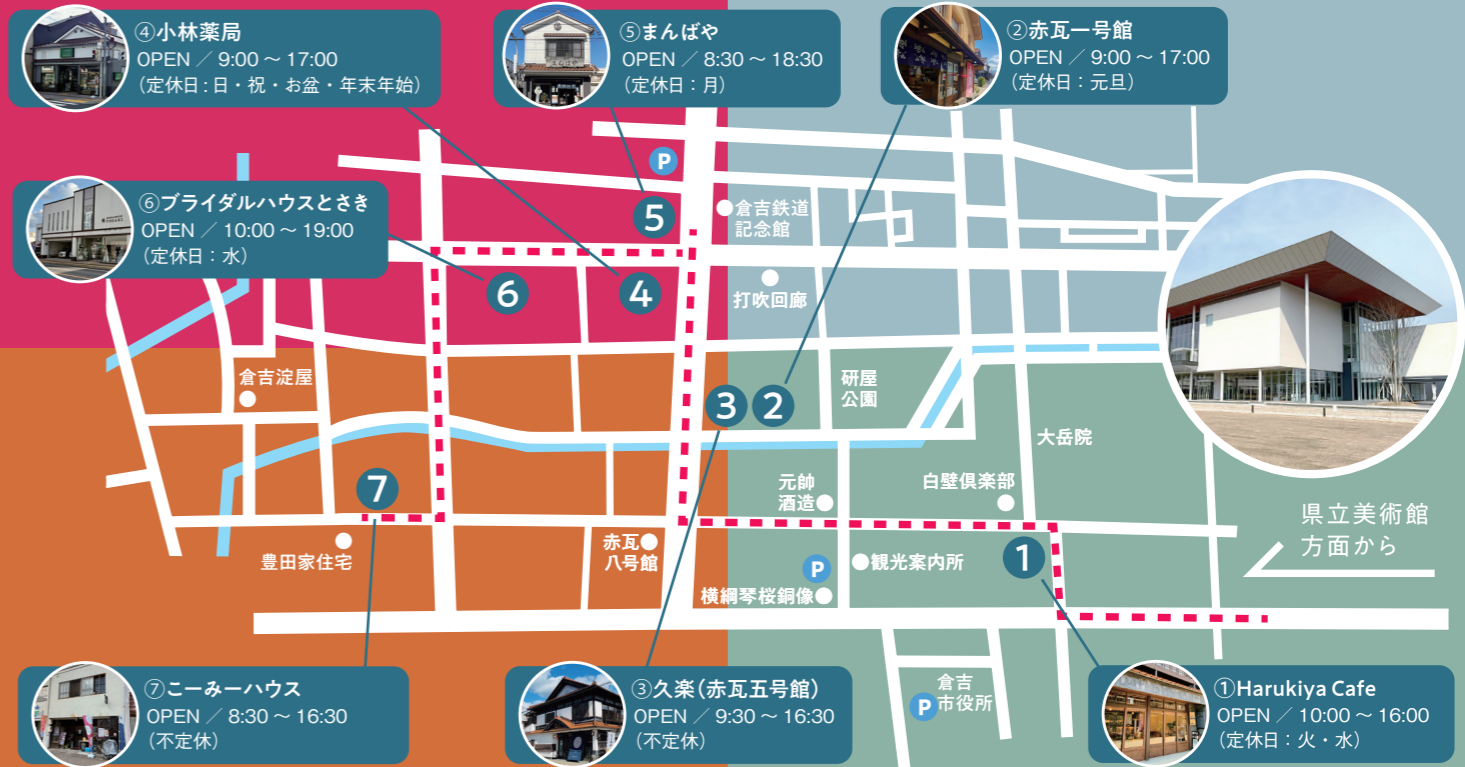 ④小林薬局
OPEN ／ 9:00 ～ 17:00
（定休日：日・祝・お盆・年末年始）
⑤まんばや
OPEN ／ 8:30 ～ 18:30
（定休日：月）
②赤瓦一号館
OPEN ／ 9:00 ～ 17:00
（定休日：元旦）
⑥ブライダルハウスとさき
OPEN ／ 10:00 ～ 19:00
（定休日：水）
P
5
倉吉鉄道
記念館
6
4
打吹回廊
倉吉淀屋
3
2
研屋
公園
大岳院
7
元帥
酒造
白壁倶楽部
県立美術館
方面から
豊田家住宅
赤瓦
八号館
P
観光案内所
1
横綱琴桜銅像
倉吉
市役所
P
⑦こーみーハウス
OPEN ／ 8:30 ～ 16:30
（不定休）
③久楽（赤瓦五号館）
OPEN ／ 9:30 ～ 16:30
（不定休）
①Harukiya Cafe
OPEN ／ 10:00 ～ 16:00
（定休日：火・水）